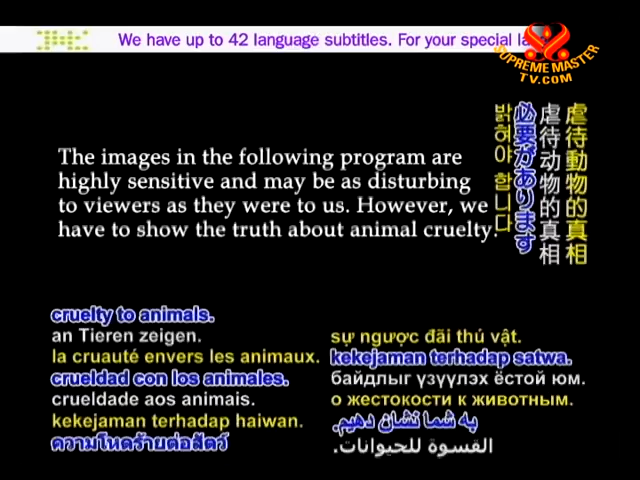 We have up to 42 language subtitles. For your special la
SUPREME MASTER
TV.COM
The images in the following program are
highly sensitive and may be as disturbing
to viewers as they were to us. However, we
have to show the truth about animal cruelty.
虐待動物的真相
虐待动物的真相
必要があります
밝혀야 합니다
cruelty to animals.
an Tieren zeigen.
la cruauté envers les animaux.
crueldad con los animales.
crueldade aos animais.
kekejaman terhadap haiwan.
ความโหดร้ายต่อสัตว์
sự ngược đãi thú vật.
kekejaman terhadap satwa.
байдлыг үзүүлэх ёстой юм.
о жестокости к животным.
به شما نشان دهیم.
القسوة للحيوانات.